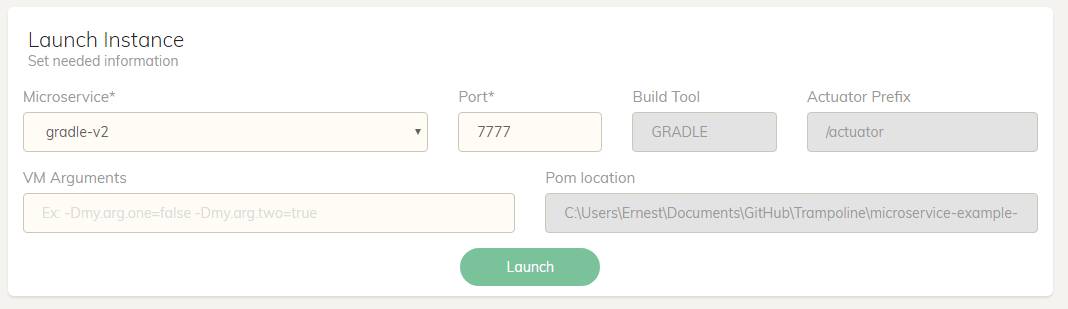 Launch Instance
Set needed information
Microservice* Port* Build Tool Actuator Prefix
gradle-v2 7777 GRADLE /actuator
VM Arguments Pom location
Ex: -Dmy.arg.one=false -Dmy.arg.two=true C:\Users\Ernest\Documents\GitHub\Trampoline\microservice-example-
Launch